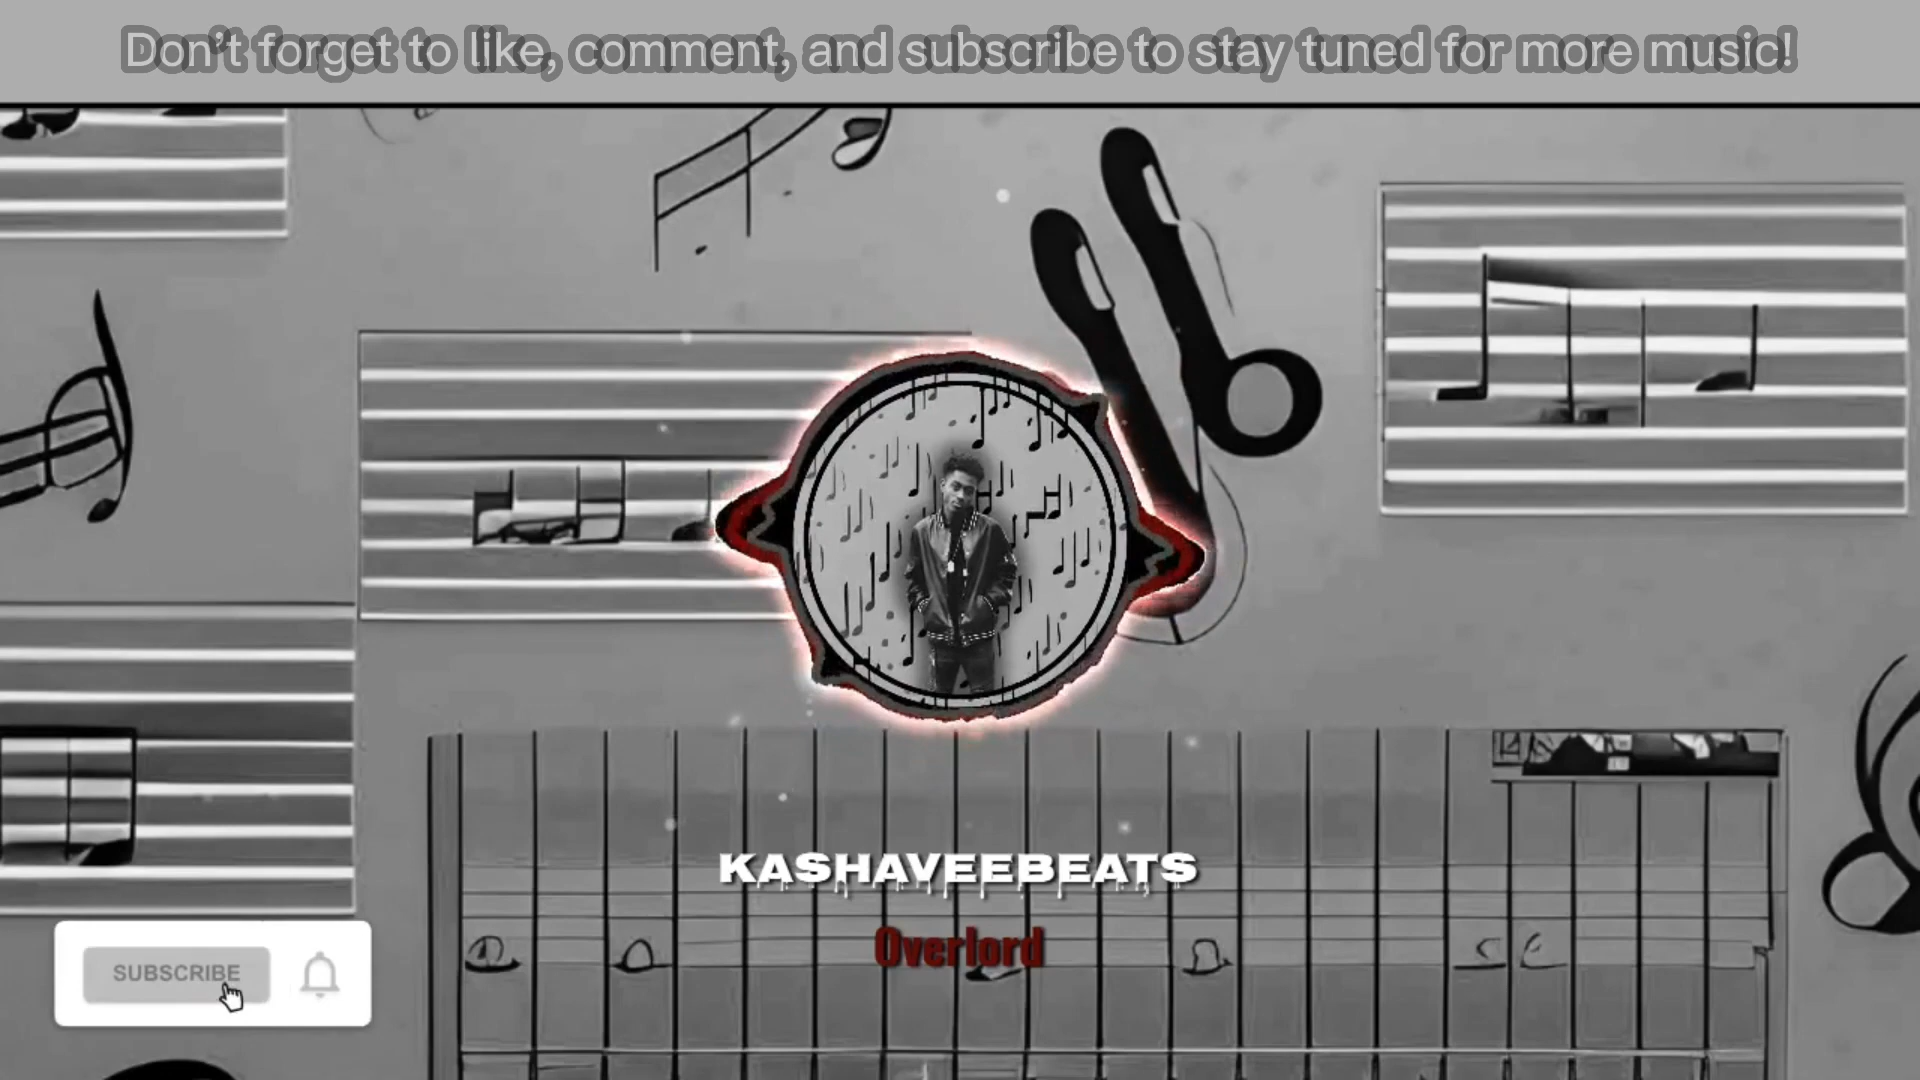 Don't forget to like, comment, and subscribe to stay tuned for more music!
KASHAVEEBEATS
Overlord
SUBSCRIBE